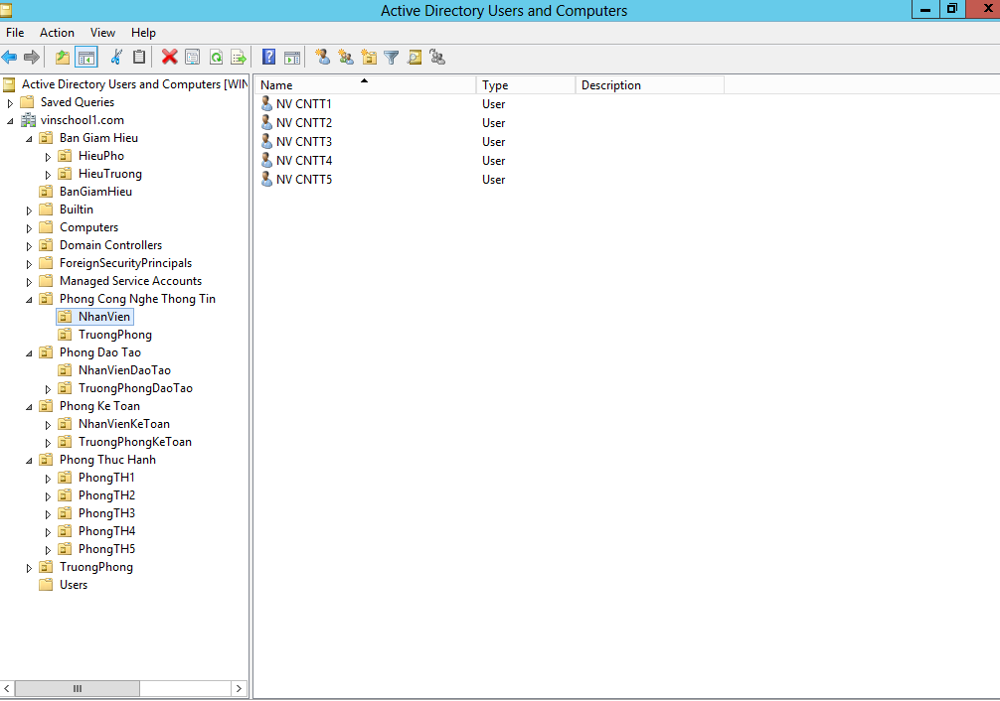 Active Directory Users and Computers
File Action View Help
Active Directory Users and Computers [WIN
Saved Queries
vinschool1.com
Ban Giam Hieu
HieuPho
HieuTruong
BanGiamHieu
Builtin
Computers
Domain Controllers
ForeignSecurityPrincipals
Managed Service Accounts
Phong Cong Nghe Thong Tin
NhanVien
TruongPhong
Phong Dao Tao
NhanVienDaoTao
TruongPhongDaoTao
Phong Ke Toan
NhanVienKeToan
TruongPhongKeToan
Phong Thuc Hanh
PhongTH1
PhongTH2
PhongTH3
PhongTH4
PhongTH5
TruongPhong
Users
Name Type Description
NV CNTT1 User
NV CNTT2 User
NV CNTT3 User
NV CNTT4 User
NV CNTT5 User